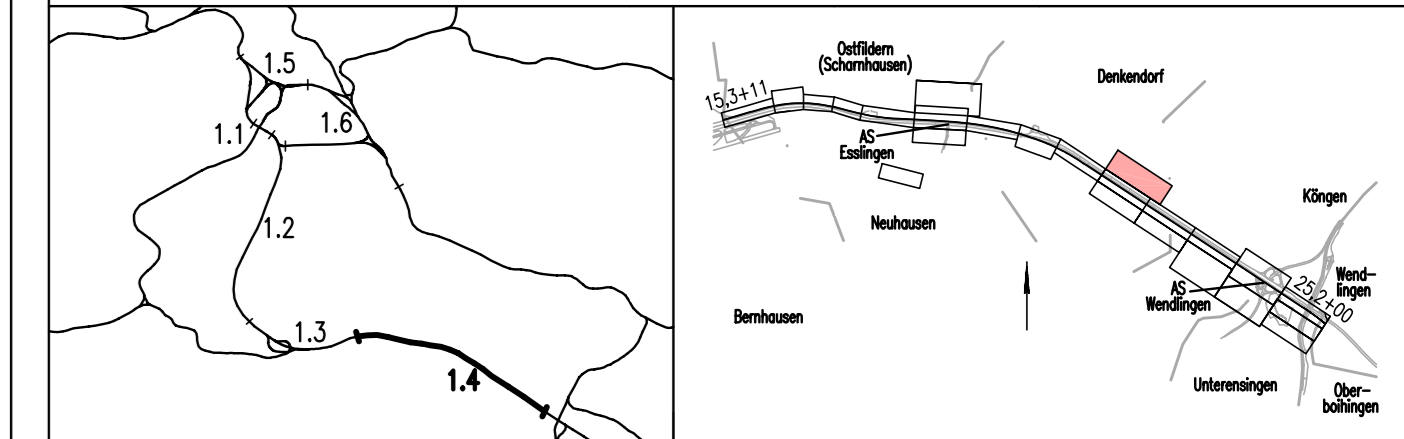 1.5
1.1
1.6
1.2
1.3
1.4
Ostfildern
(Scharnhausen)
Denkendorf
15,3+11
AS
Esslingen
Neuhausen
Köngen
Wend-
lingen
AS
Wendlingen
25,2+00
Bernhausen
Unterensingen
Ober-
boihingen